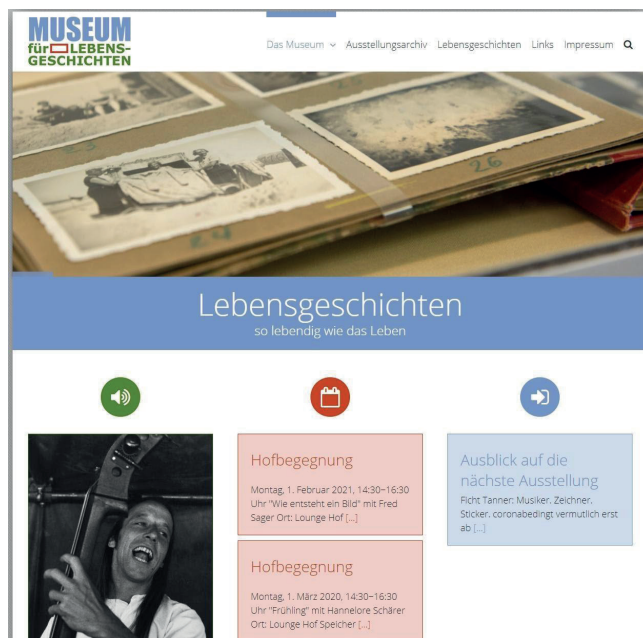 MUSEUM
für LEBENS-
GESCHICHTEN
Das Museum
Ausstellungsarchiv
Lebensgeschichten
Links
Impressum
23
24
26
Lebensgeschichten
so lebendig wie das Leben
Hofbegegnung
Montag, 1. Februar 2021, 14:30–16:30
Uhr "Wie entsteht ein Bild" mit Fred
Sager Ort: Lounge Hof [...]
Hofbegegnung
Montag, 1. März 2020, 14:30–16:30
Uhr "Frühling" mit Hannelore Schärer
Ort: Lounge Hof Speicher [...]
Ausblick auf die
nächste Ausstellung
Ficht Tanner: Musiker, Zeichner,
Sticker, coronabedingt vermutlich erst
ab [...]